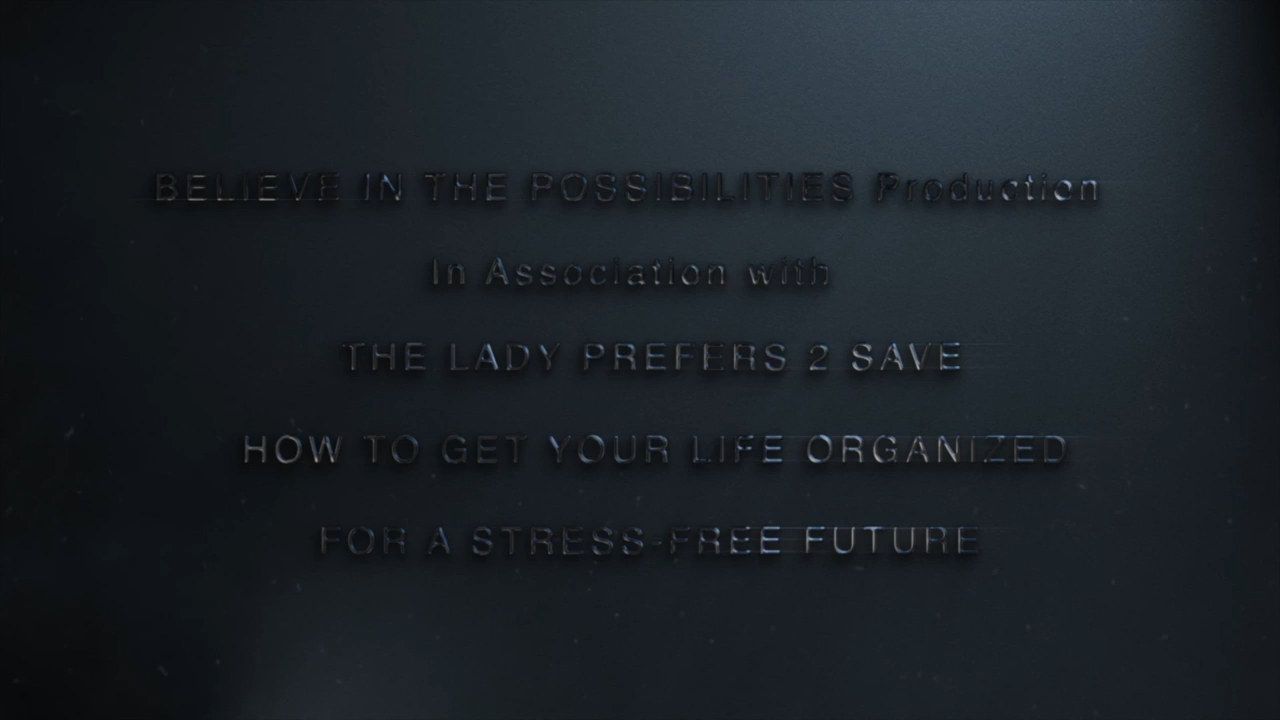 BELIEVE IN THE POSSIBILITIES Production
In Association with
THE LADY PREFERS 2 SAVE
HOW TO GET YOUR LIFE ORGANIZED
FOR A STRESS-FREE FUTURE